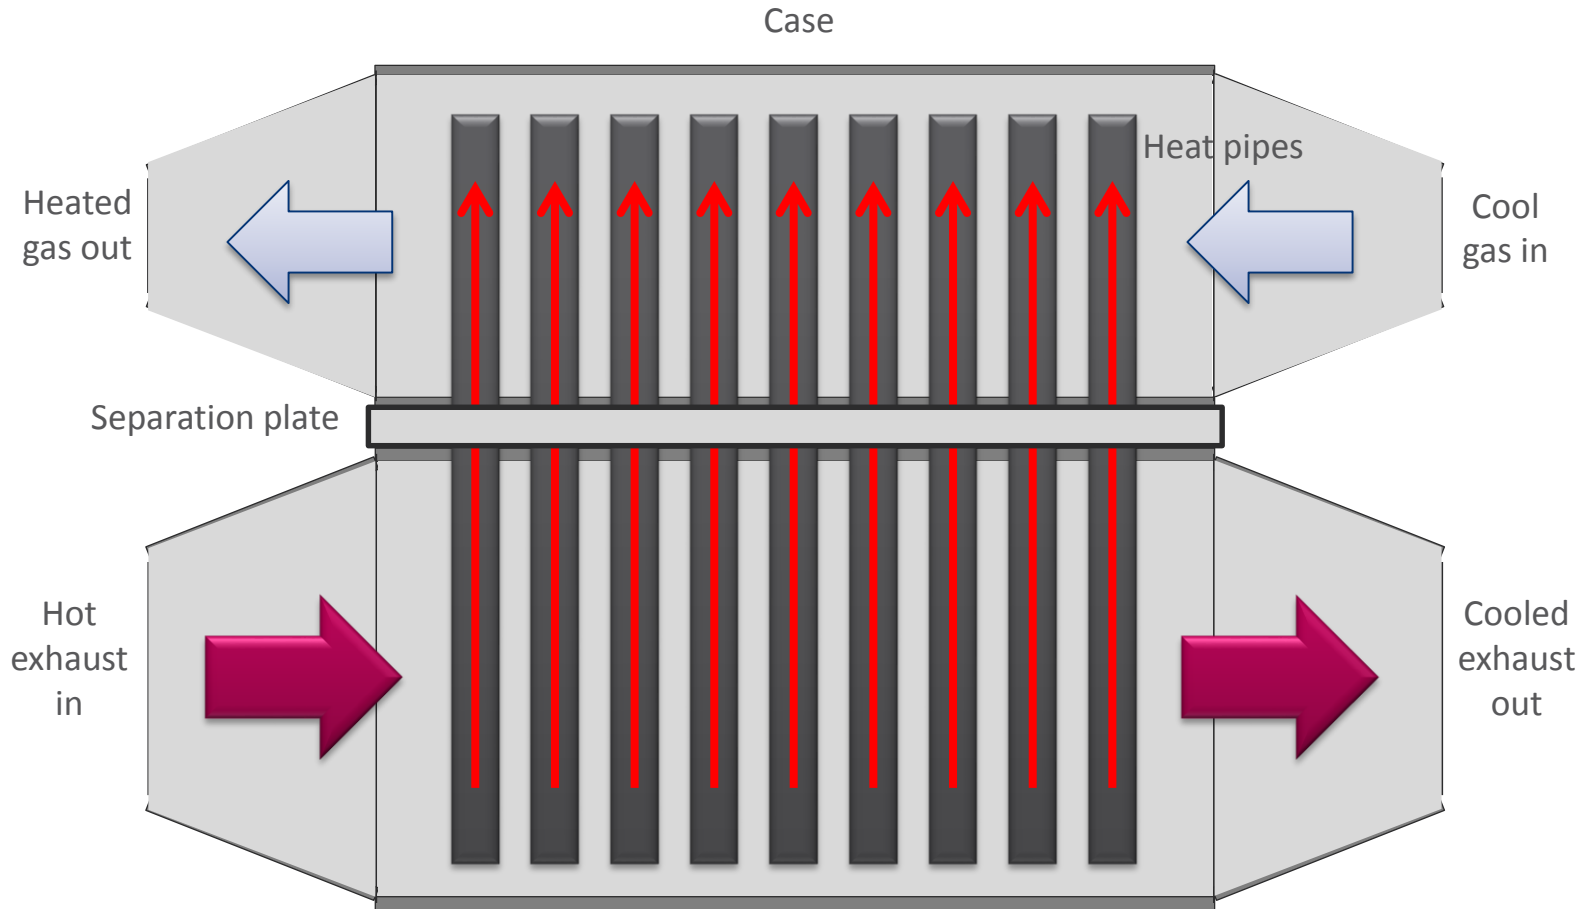 Case
Heat pipes
Heated
gas out
Cool
gas in
Separation plate
Hot
exhaust
in
Cooled
exhaust
out